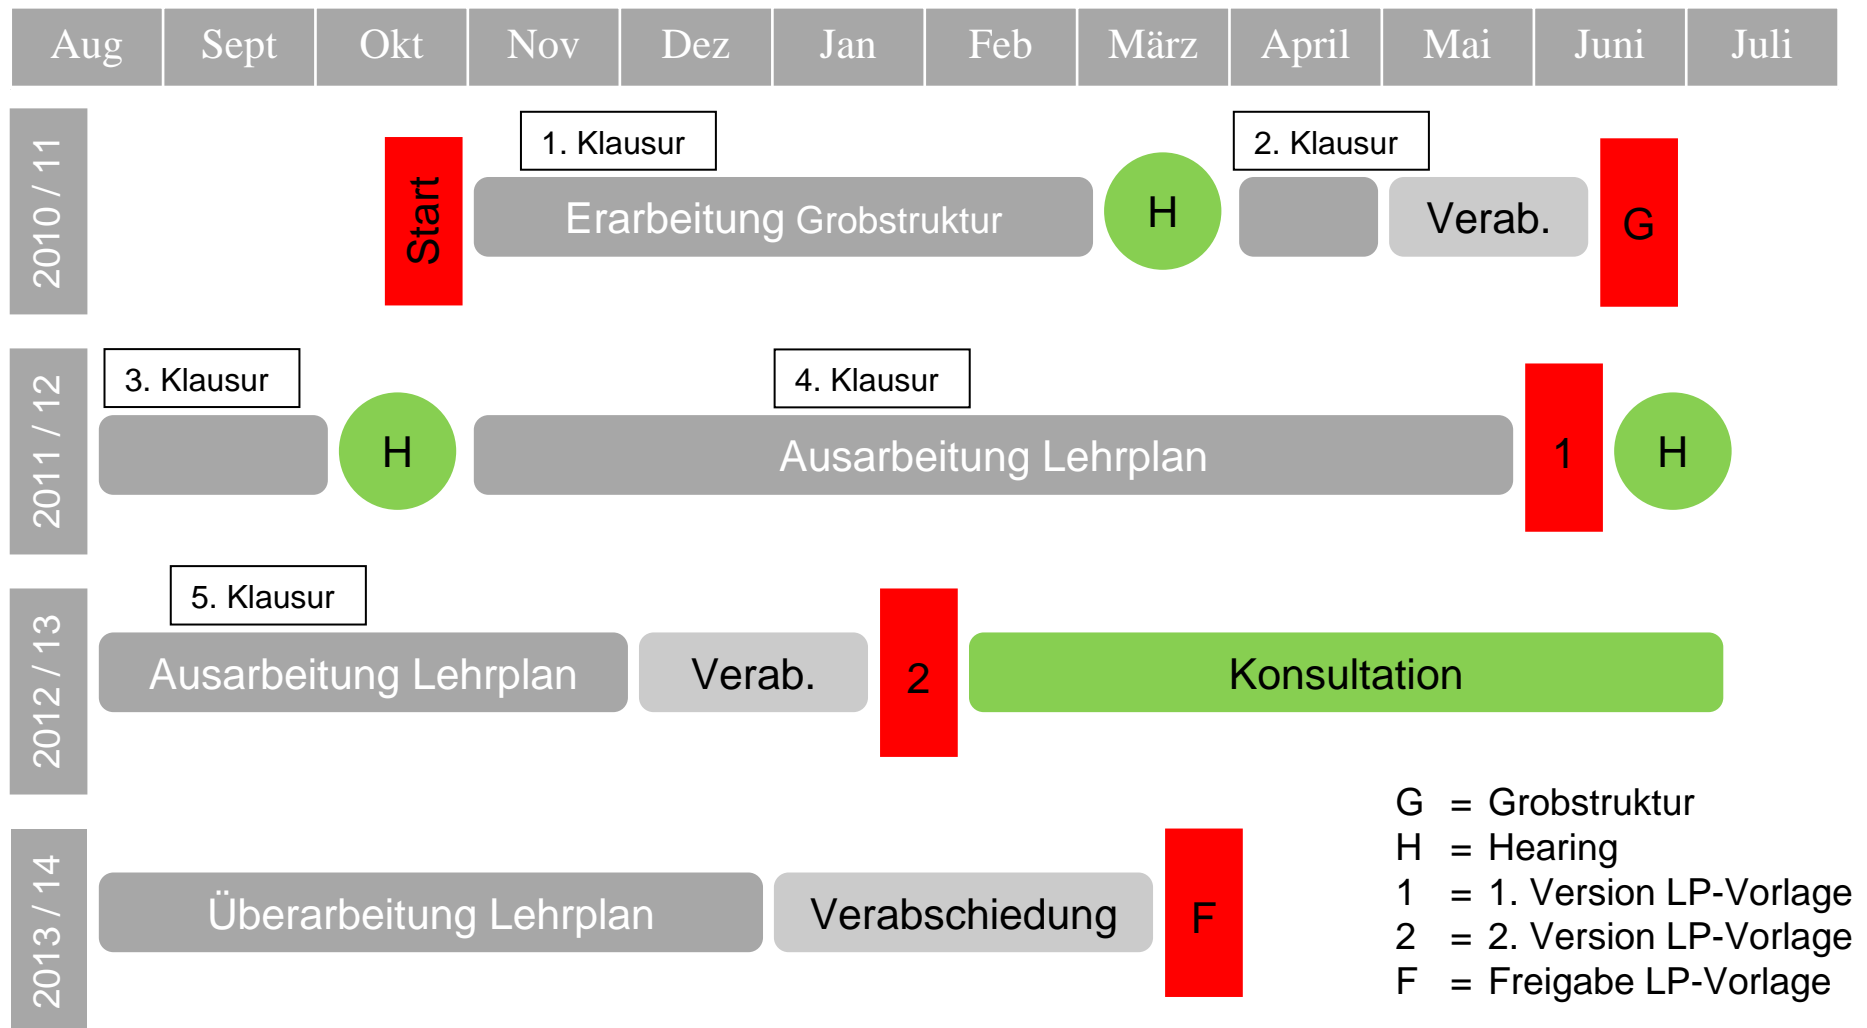 Aug Sept Okt Nov Dez Jan Feb März April Mai Juni Juli
2010 / 11
1. Klausur
2. Klausur
Start
Erarbeitung Grobstruktur
H
Verab.
G
2011 / 12
3. Klausur
4. Klausur
H
Ausarbeitung Lehrplan
1
H
2012 / 13
5. Klausur
Ausarbeitung Lehrplan
Verab.
2
Konsultation
2013 / 14
Überarbeitung Lehrplan
Verabschiedung
F
G = Grobstruktur
H = Hearing
1 = 1. Version LP-Vorlage
2 = 2. Version LP-Vorlage
F = Freigabe LP-Vorlage